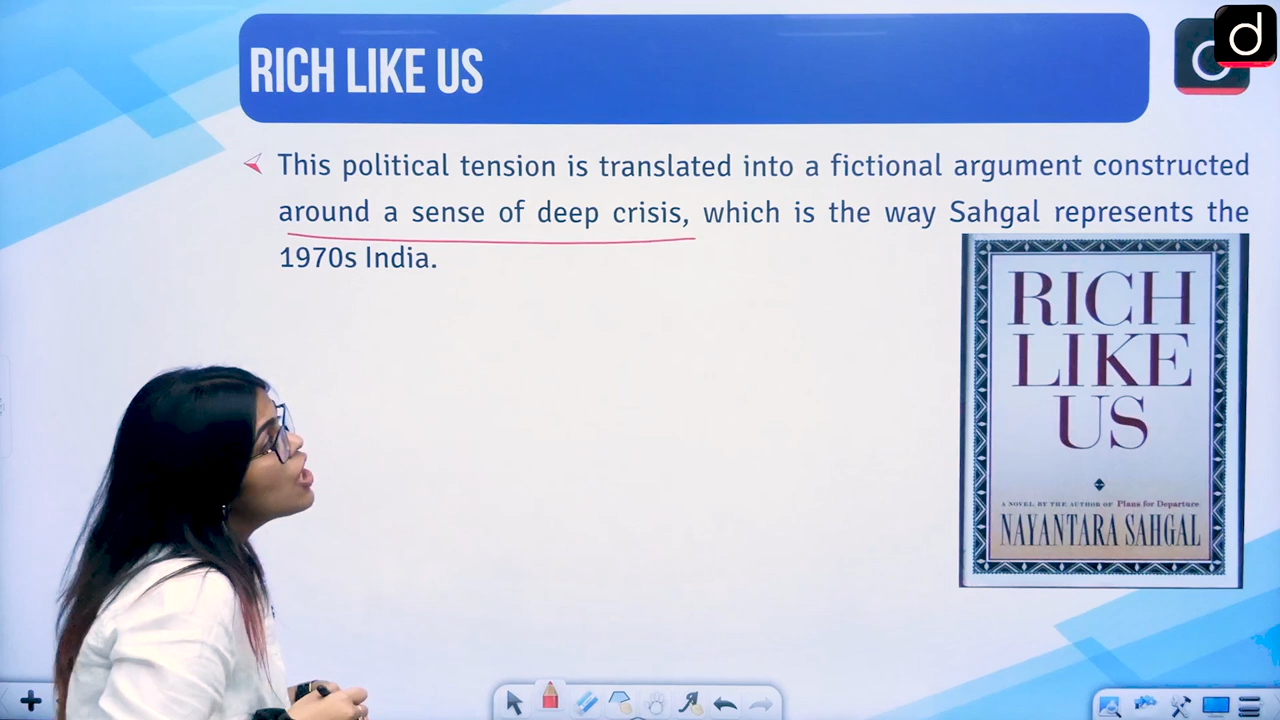 RICH LIKE US
d
This political tension is translated into a fictional argument constructed
around a sense of deep crisis, which is the way Sahgal represents the
1970s India.
RICH
LIKE
US
A NOVEL BY THE AUTHOR OF Plans for Departure
NAYANTARA SAHGAL